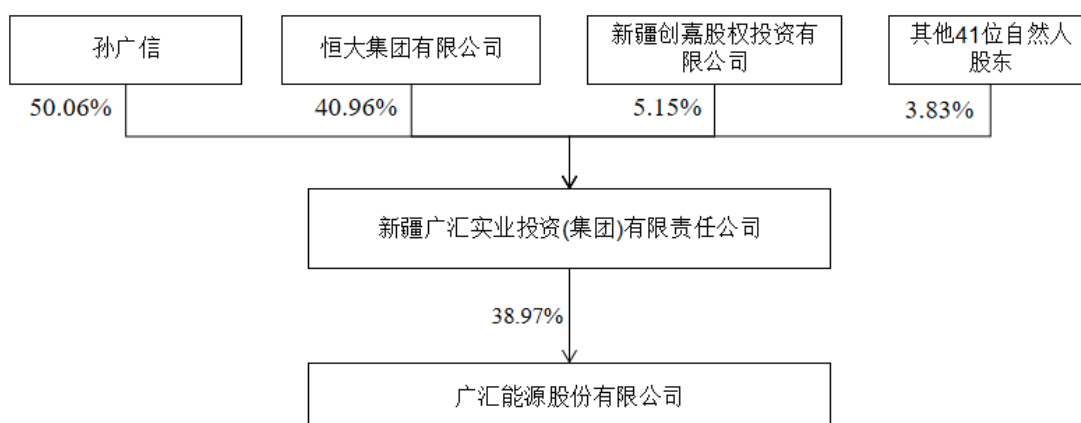 孙广信
恒大集团有限公司
新疆创嘉股权投资有
限公司
其他41位自然人
股东
50.06%
40.96%
5.15%
3.83%
新疆广汇实业投资(集团)有限责任公司
38.97%
广汇能源股份有限公司